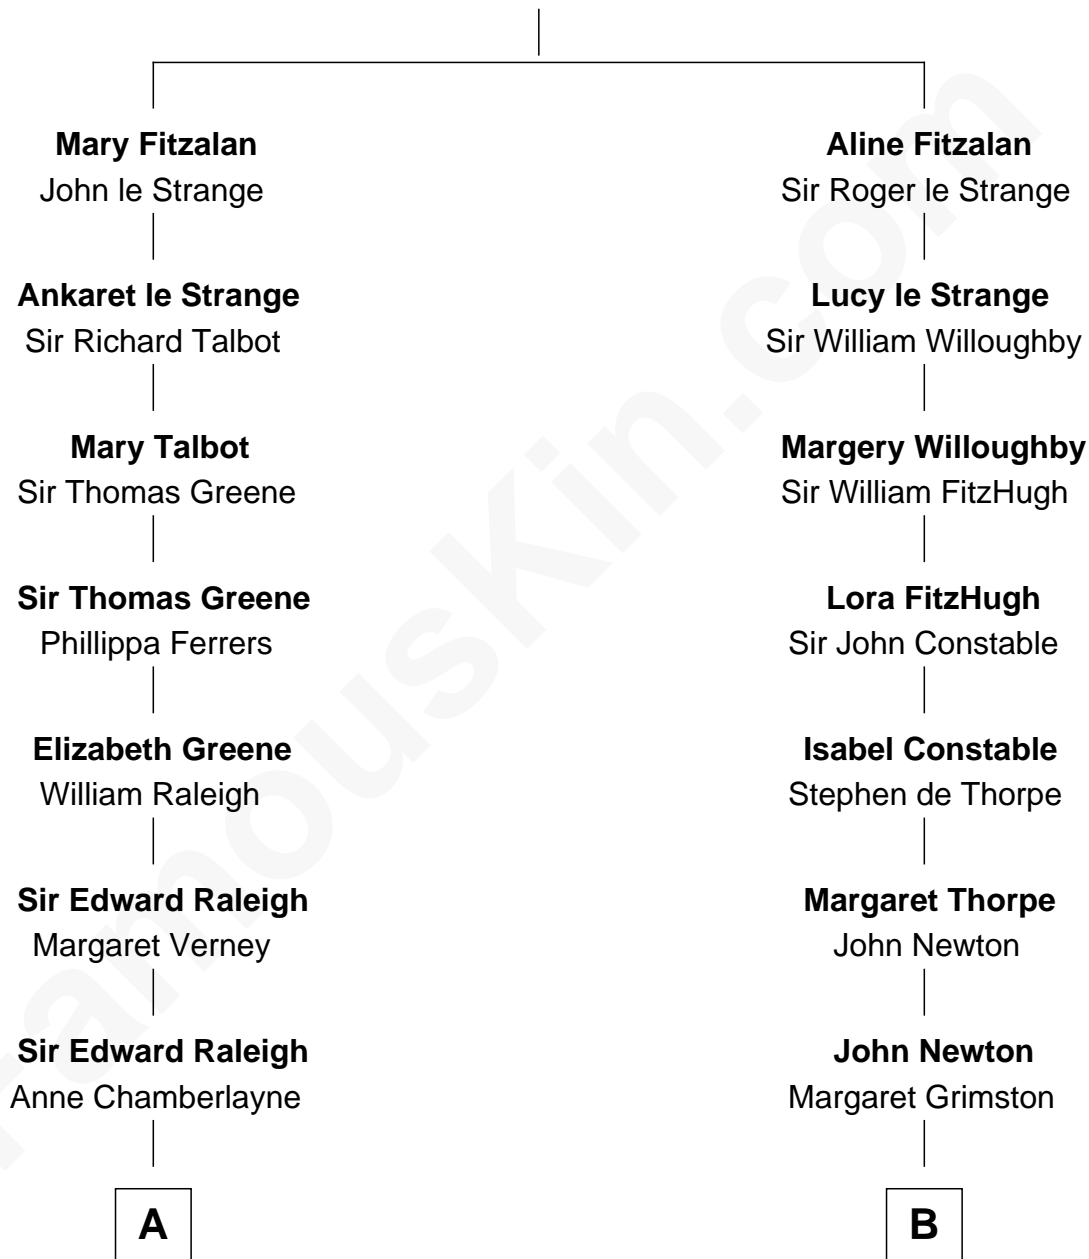 Mary Fitzalan
John le Strange
Aline Fitzalan
Sir Roger le Strange
Ankaret le Strange
Sir Richard Talbot
Lucy le Strange
Sir William Willoughby
Mary Talbot
Sir Thomas Greene
Margery Willoughby
Sir William FitzHugh
Sir Thomas Greene
Phillippa Ferrers
Lora FitzHugh
Sir John Constable
Elizabeth Greene
William Raleigh
Isabel Constable
Stephen de Thorpe
Sir Edward Raleigh
Margaret Verney
Margaret Thorpe
John Newton
Sir Edward Raleigh
Anne Chamberlayne
John Newton
Margaret Grimston
A
B
FamousKin.com